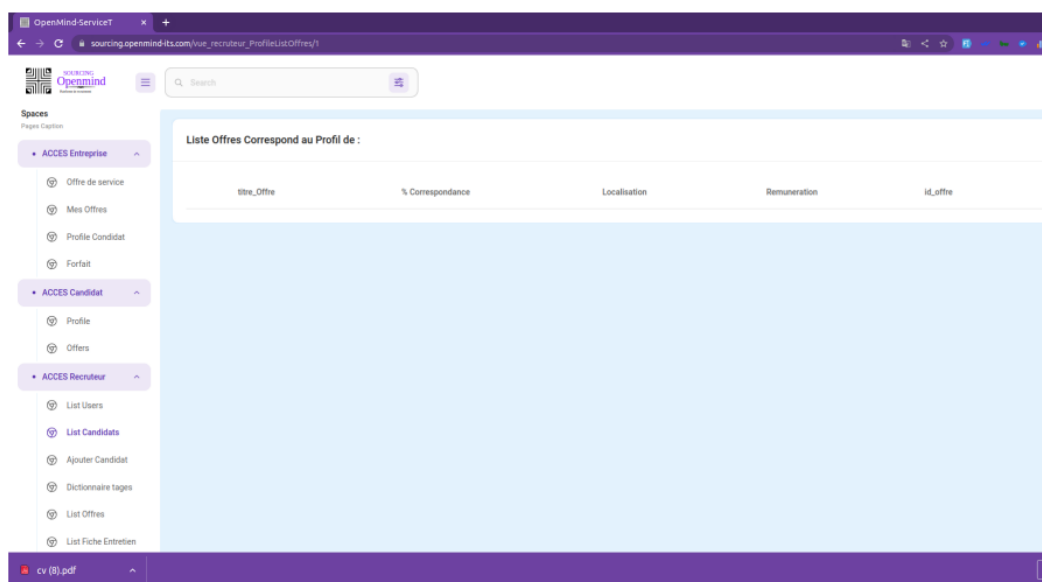 OpenMind-ServiceT
sourcing.openmind-its.com/vue_recruteur_ProfileListOffres/1
SOURCING
Openmind
Search
Spaces
Pages Caption
ACCES Entreprise
Offre de service
Mes Offres
Profile Condidat
Forfait
ACCES Candidat
Profile
Offers
ACCES Recruteur
List Users
List Candidats
Ajouter Candidat
Dictionnaire tages
List Offres
List Fiche Entretien
Liste Offres Correspond au Profil de :
titre_Offre % Correspondance Localisation Remuneration id_offre
cv (8).pdf